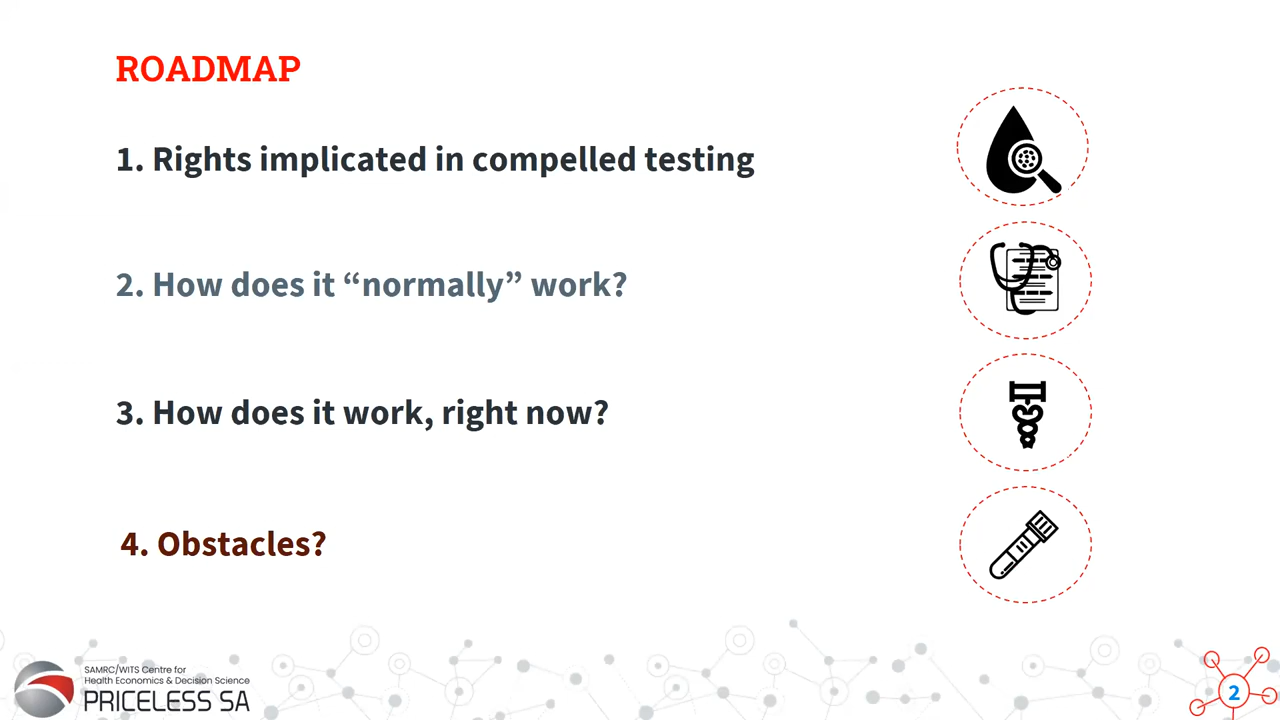 ROADMAP
1. Rights implicated in compelled testing
2. How does it “normally” work?
3. How does it work, right now?
4. Obstacles?
SAMRC/WITS Centre for
Health Economics & Decision Science
PRICELESS SA
2